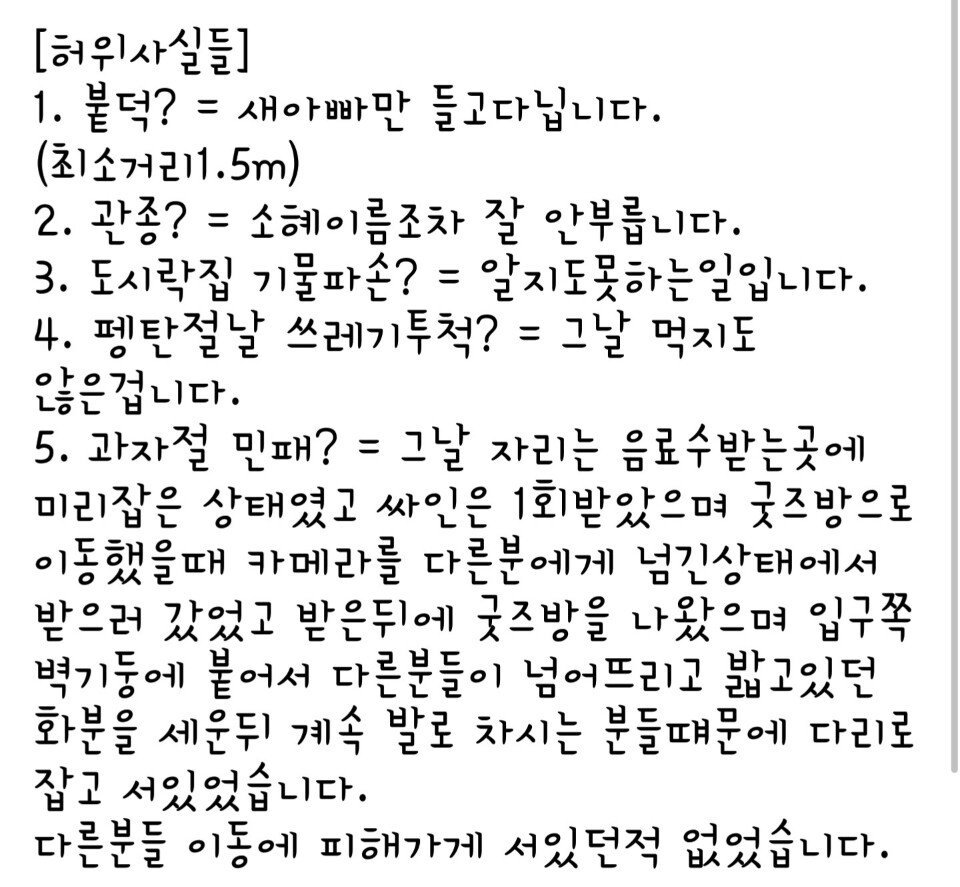 [허위사실들]
1. 붙덕? = 새아빠만 들고다닙니다.
(최소거리1.5m)
2. 관종? = 소혜이름조차 잘 안부릅니다.
3. 도시락집 기물파손? = 알지도못하는일입니다.
4. 펭탄절날 쓰레기투척? = 그날 먹지도
않은겁니다.
5. 과자절 민패? = 그날 자리는 음료수받는곳에
미리잡은 상태였고 싸인은 1회받았으며 굿즈방으로
이동했을때 카메라를 다른분에게 넘긴상태에서
받으러 갔었고 받은뒤에 굿즈방을 나왔으며 입구쪽
벽기둥에 붙어서 다른분들이 넘어뜨리고 밟고있던
화분을 세운뒤 계속 발로 차시는 분들떄문에 다리로
잡고 서있었습니다.
다른분들 이동에 피해가게 서있던적 없었습니다.